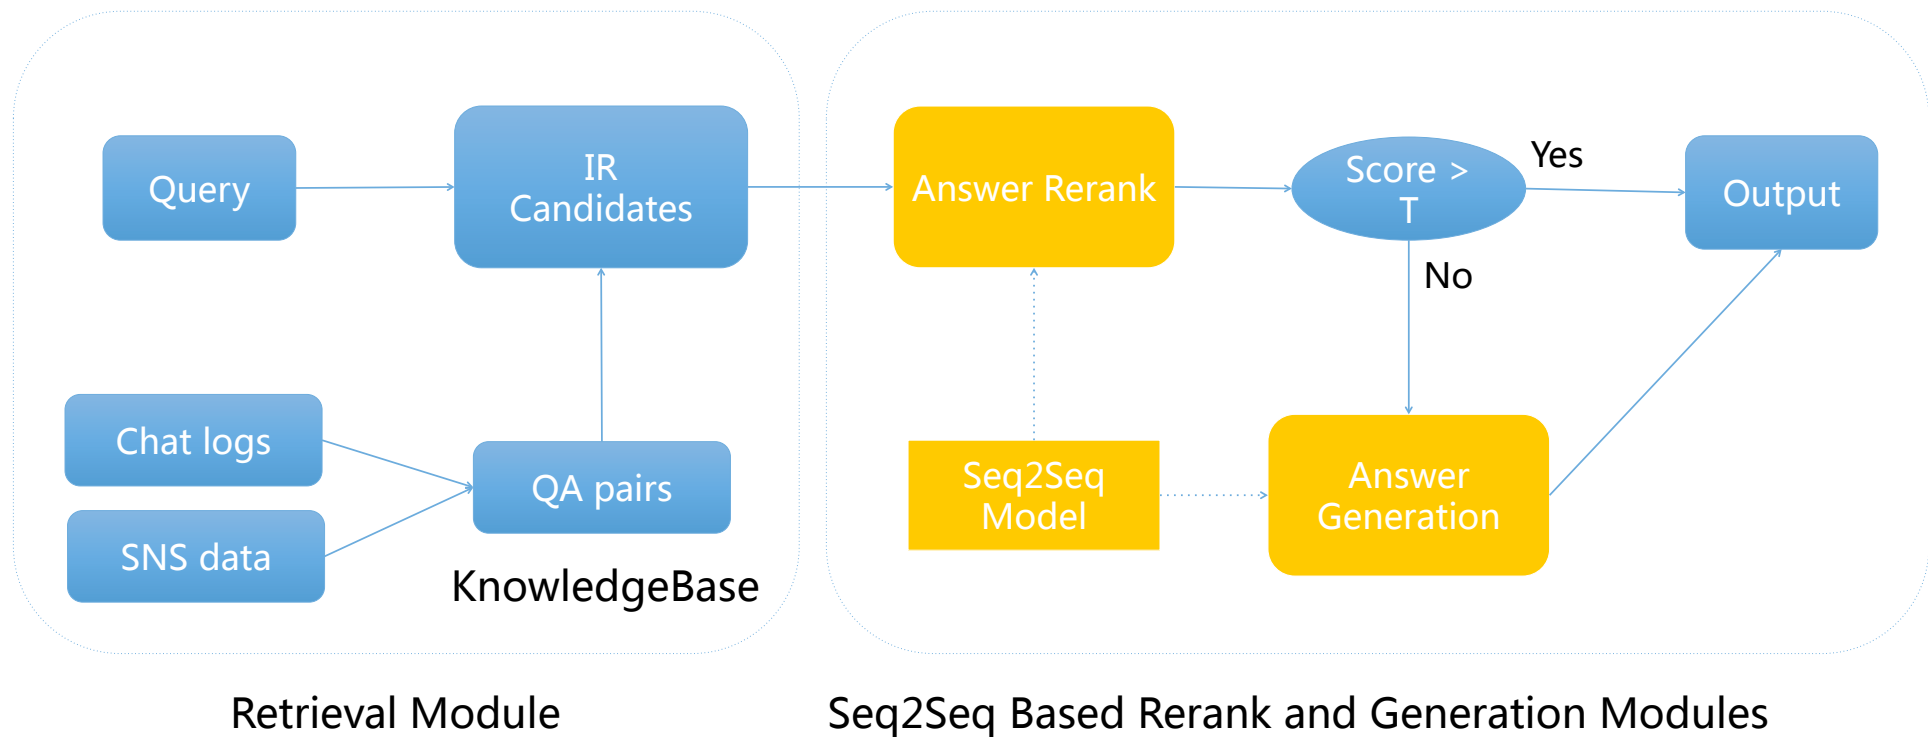 Query
IR
Candidates
Chat logs
SNS data
QA pairs
KnowledgeBase
Retrieval Module
Answer Rerank
Score >
T
Yes
Output
No
Seq2Seq
Model
Answer
Generation
Seq2Seq Based Rerank and Generation Modules